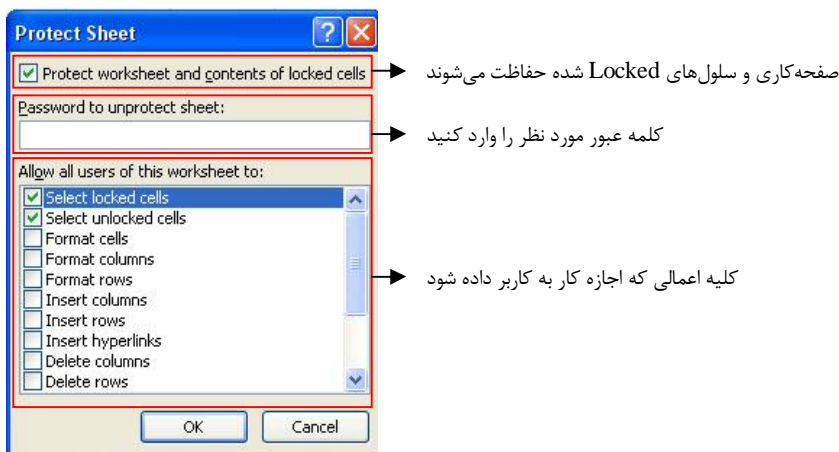 Protect Sheet
Protect worksheet and contents of locked cells
صفحه‌کاری و سلول‌های Locked شده حفاظت می‌شوند
Password to unprotect sheet:
کلمه عبور مورد نظر را وارد کنید
Allow all users of this worksheet to:
Select locked cells
Select unlocked cells
Format cells
Format columns
Format rows
Insert columns
Insert rows
Insert hyperlinks
Delete columns
Delete rows
کلیه اعمالی که اجازه کار به کاربر داده شود
OK
Cancel